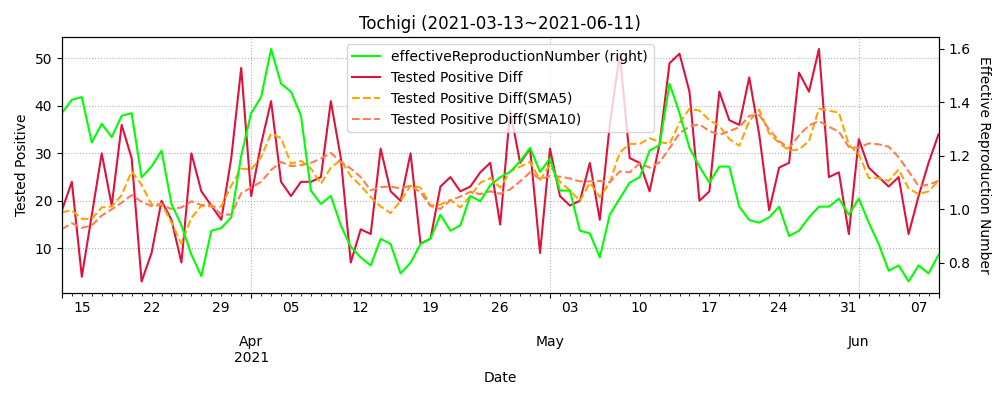 Tochigi (2021-03-13~2021-06-11)
effectiveReproductionNumber (right)
Tested Positive Diff
Tested Positive Diff(SMA5)
Tested Positive Diff(SMA10)
Tested Positive
50
40
30
20
10
1.6
1.4
1.2
1.0
0.8
Effective Reproduction Number
15 22 29 05 12 19 26 03 10 17 24 31 07
Apr May Jun
2021
Date